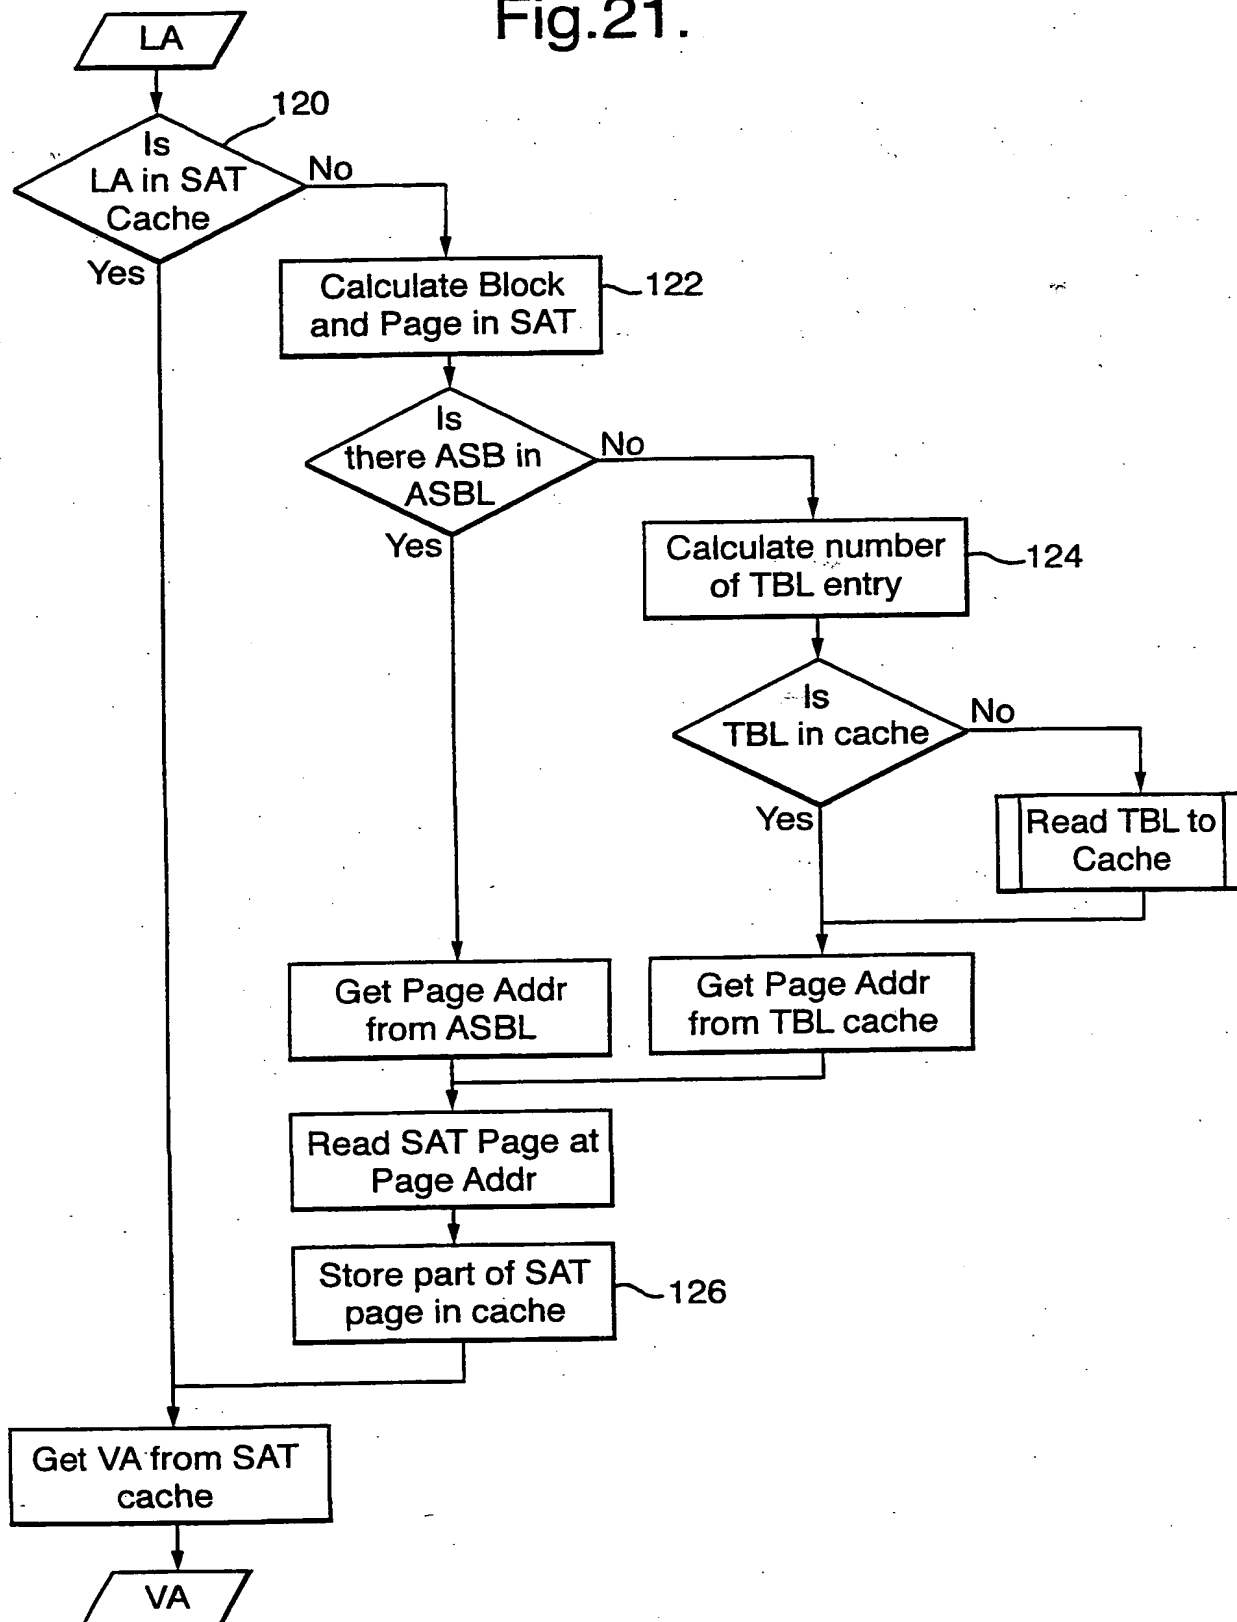 Fig.21.
LA
120
Is
LA in SAT
Cache
No
Yes
Calculate Block
and Page in SAT
122
Is
there ASB in
ASBL
No
Yes
Calculate number
of TBL entry
124
Is
TBL in cache
No
Yes
Read TBL to
Cache
Get Page Addr
from ASBL
Get Page Addr
from TBL cache
Read SAT Page at
Page Addr
Store part of SAT
page in cache
126
Get VA from SAT
cache
VA